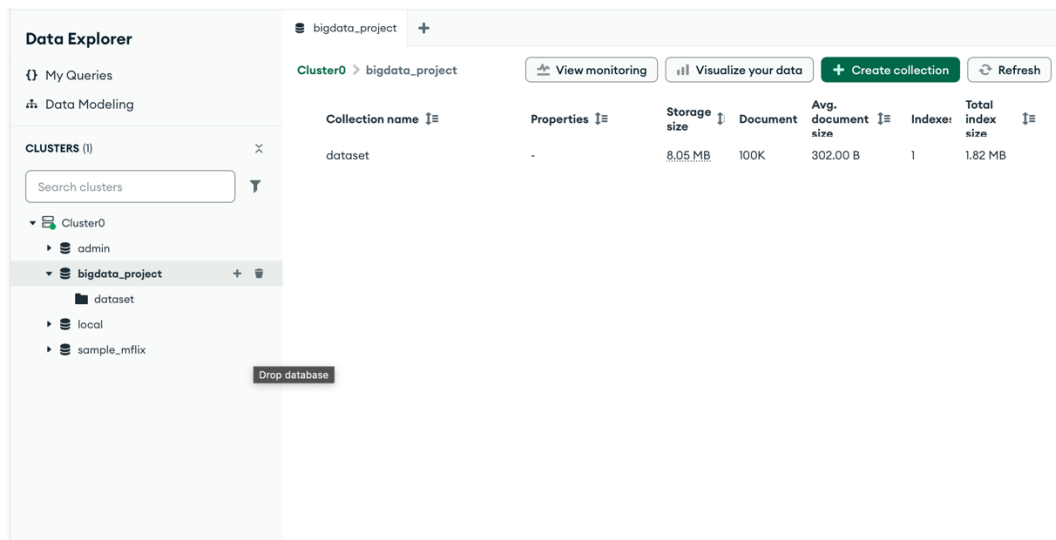 Data Explorer
{} My Queries
Data Modeling
CLUSTERS (1)
Search clusters
Cluster0
admin
bigdata_project
dataset
local
sample_mflix
Drop database
bigdata_project
Cluster0 > bigdata_project
View monitoring
Visualize your data
+ Create collection
Refresh
Collection name
Properties
Storage
size
Document
Avg.
document
size
Indexes
Total
index
size
dataset - 8.05 MB 100K 302.00 B 1 1.82 MB